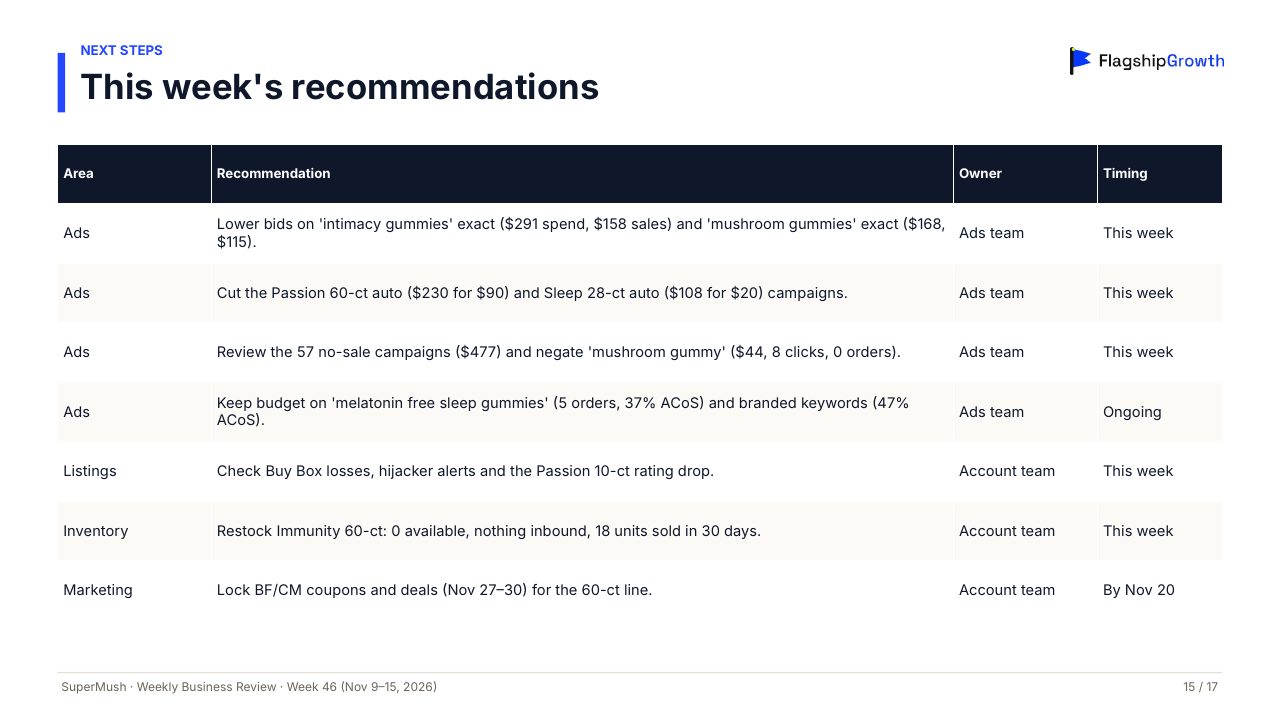 NEXT STEPS
This week's recommendations
FlagshipGrowth
Area Recommendation Owner Timing
Ads Lower bids on 'intimacy gummies' exact ($291 spend, $158 sales) and 'mushroom gummies' exact ($168,
$115). Ads team This week
Ads Cut the Passion 60-ct auto ($230 for $90) and Sleep 28-ct auto ($108 for $20) campaigns. Ads team This week
Ads Review the 57 no-sale campaigns ($477) and negate 'mushroom gummy' ($44, 8 clicks, 0 orders). Ads team This week
Ads Keep budget on 'melatonin free sleep gummies' (5 orders, 37% ACoS) and branded keywords (47%
ACoS). Ads team Ongoing
Listings Check Buy Box losses, hijacker alerts and the Passion 10-ct rating drop. Account team This week
Inventory Restock Immunity 60-ct: 0 available, nothing inbound, 18 units sold in 30 days. Account team This week
Marketing Lock BF/CM coupons and deals (Nov 27–30) for the 60-ct line. Account team By Nov 20
SuperMush · Weekly Business Review · Week 46 (Nov 9–15, 2026) 15 / 17